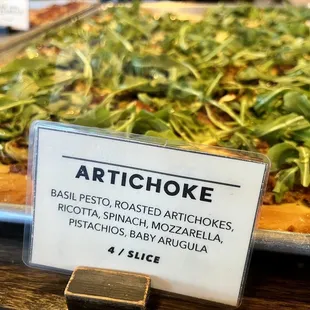 ARTICHOKE
BASIL PESTO, ROASTED ARTICHOKES,
RICOTTA, SPINACH, MOZZARELLA,
PISTACHIOS, BABY ARUGULA
4 / SLICE